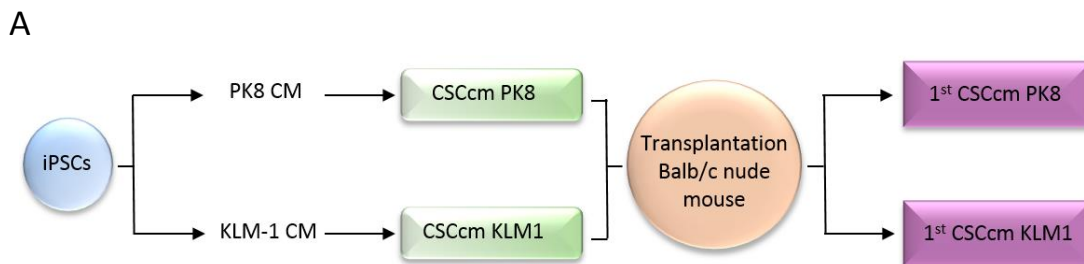 A
iPSCs
PK8 CM
CSCcm PK8
KLM-1 CM
CSCcm KLM1
Transplantation
Balb/c nude
mouse
1st CSCcm PK8
1st CSCcm KLM1